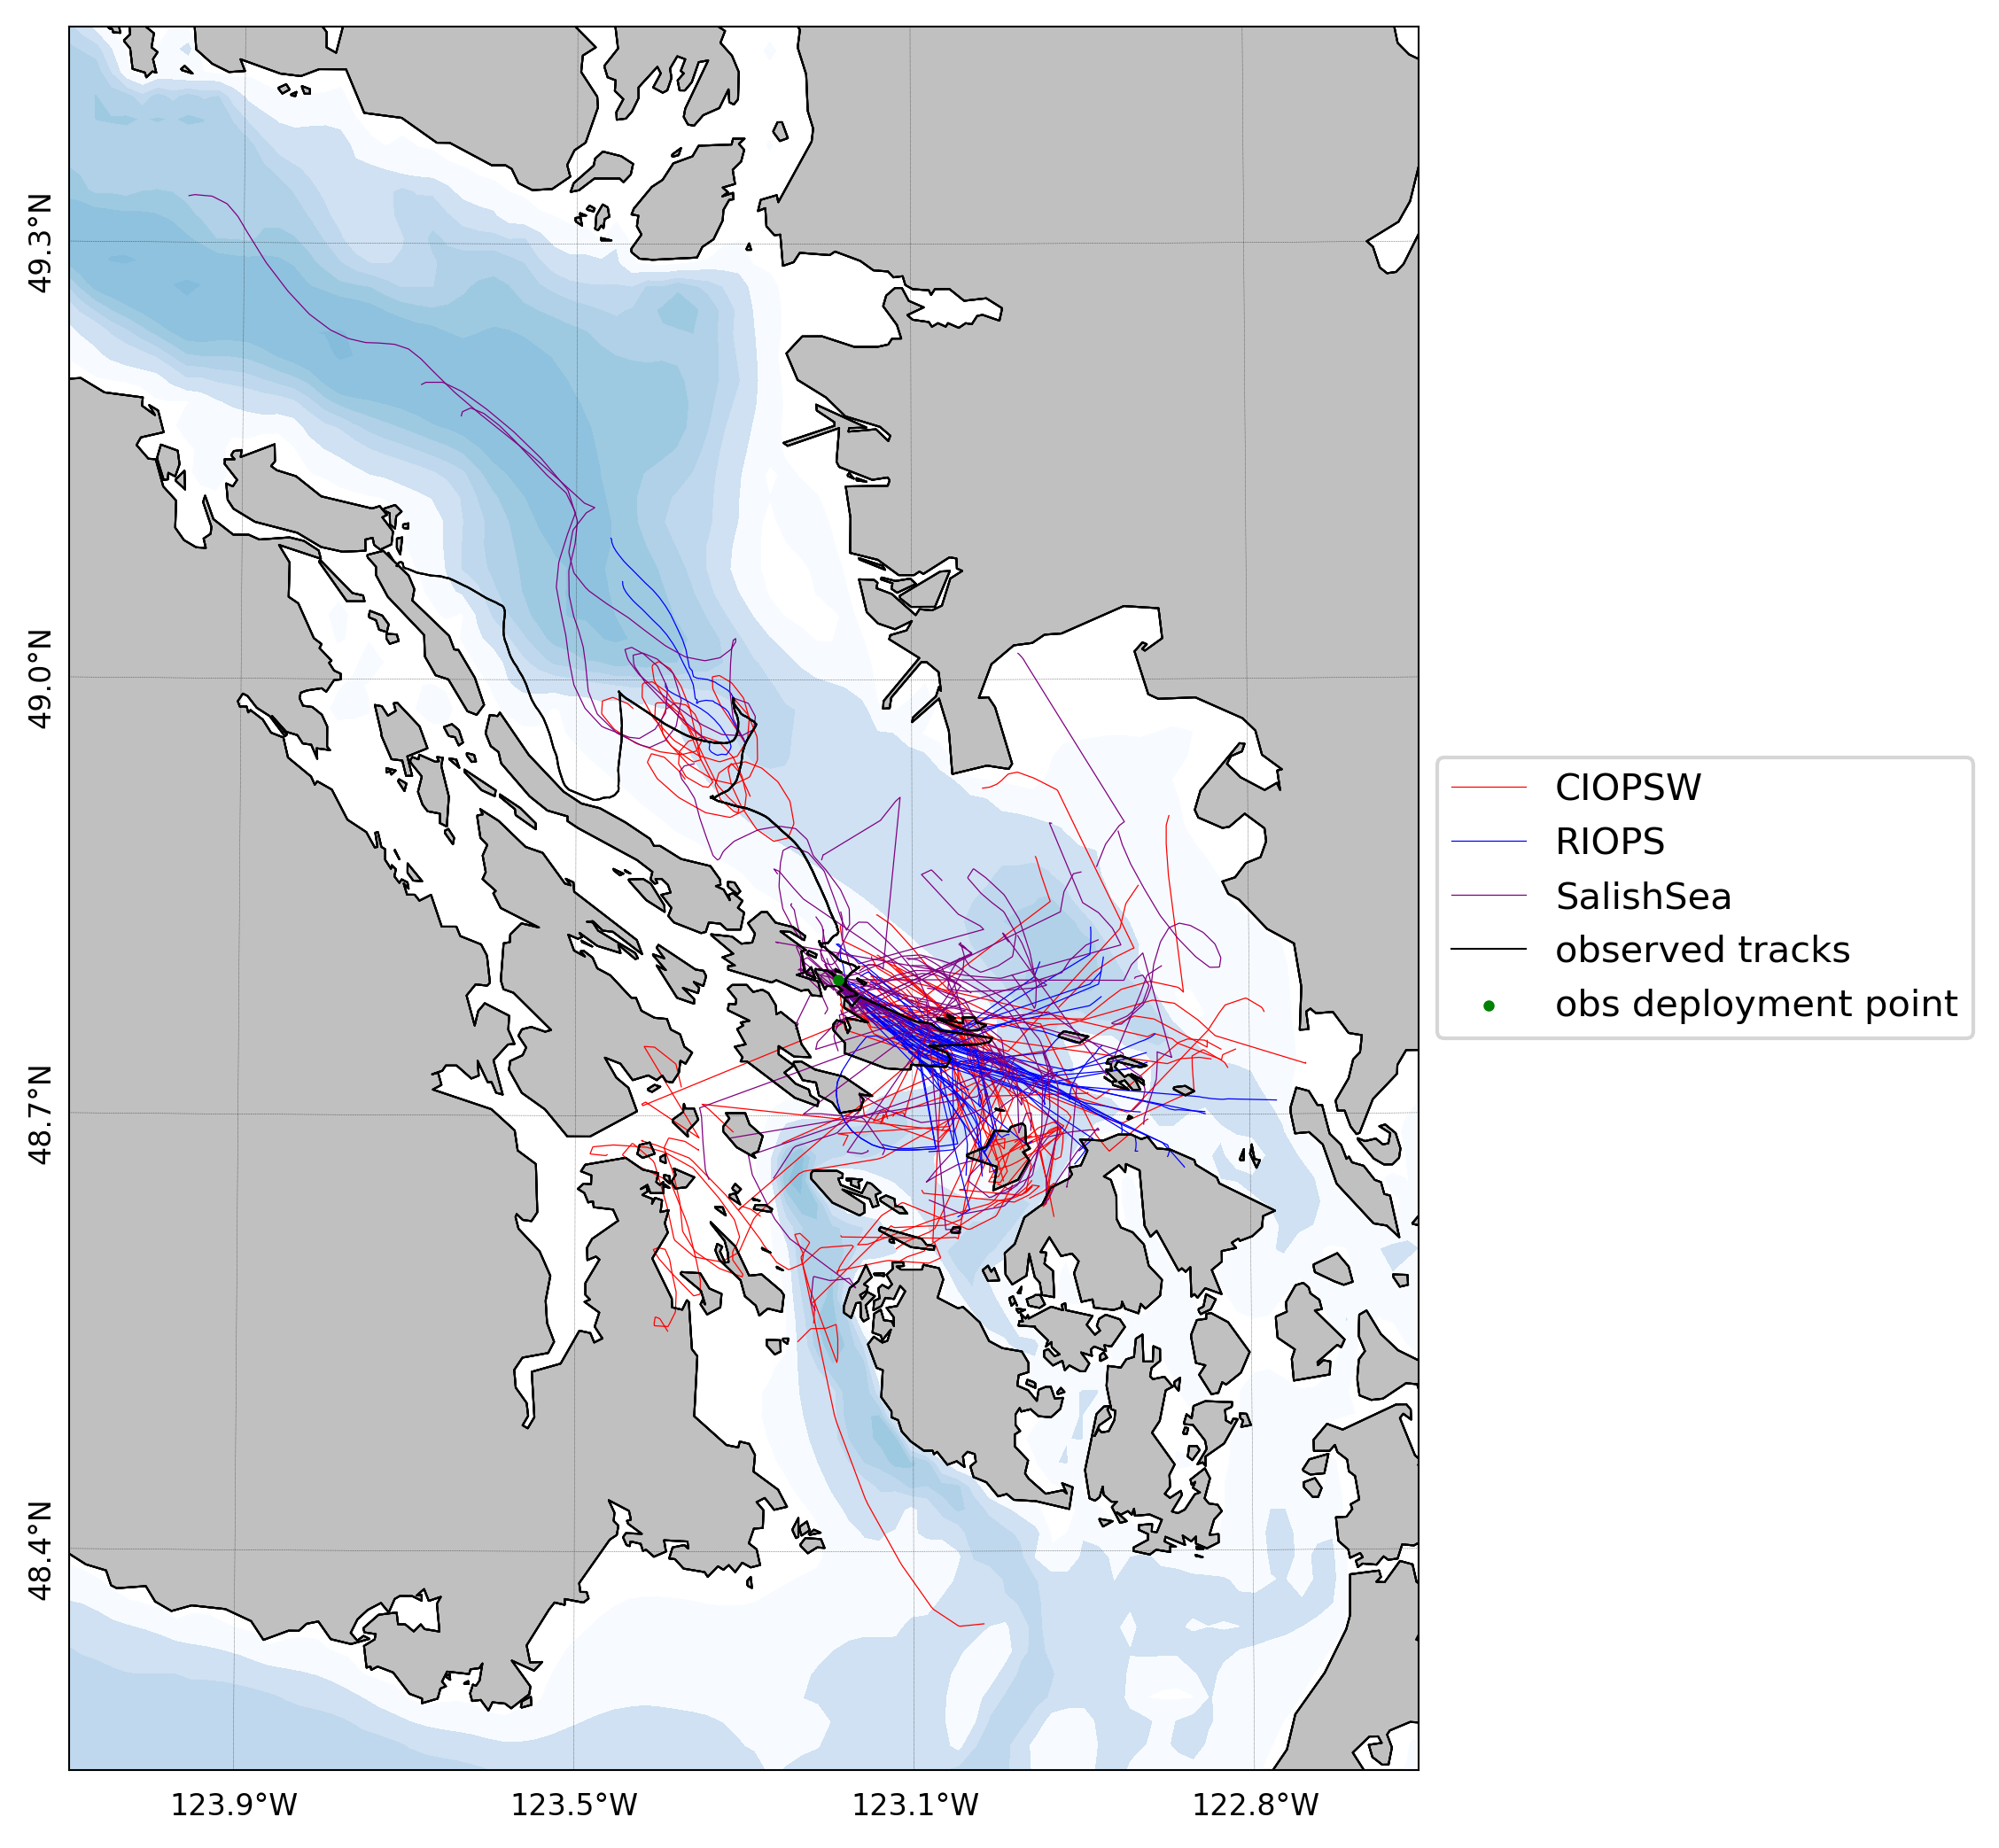 49.3°N
49.0°N
48.7°N
48.4°N
123.9°W
123.5°W
123.1°W
122.8°W
CIOPSW
RIOPS
SalishSea
observed tracks
obs deployment point